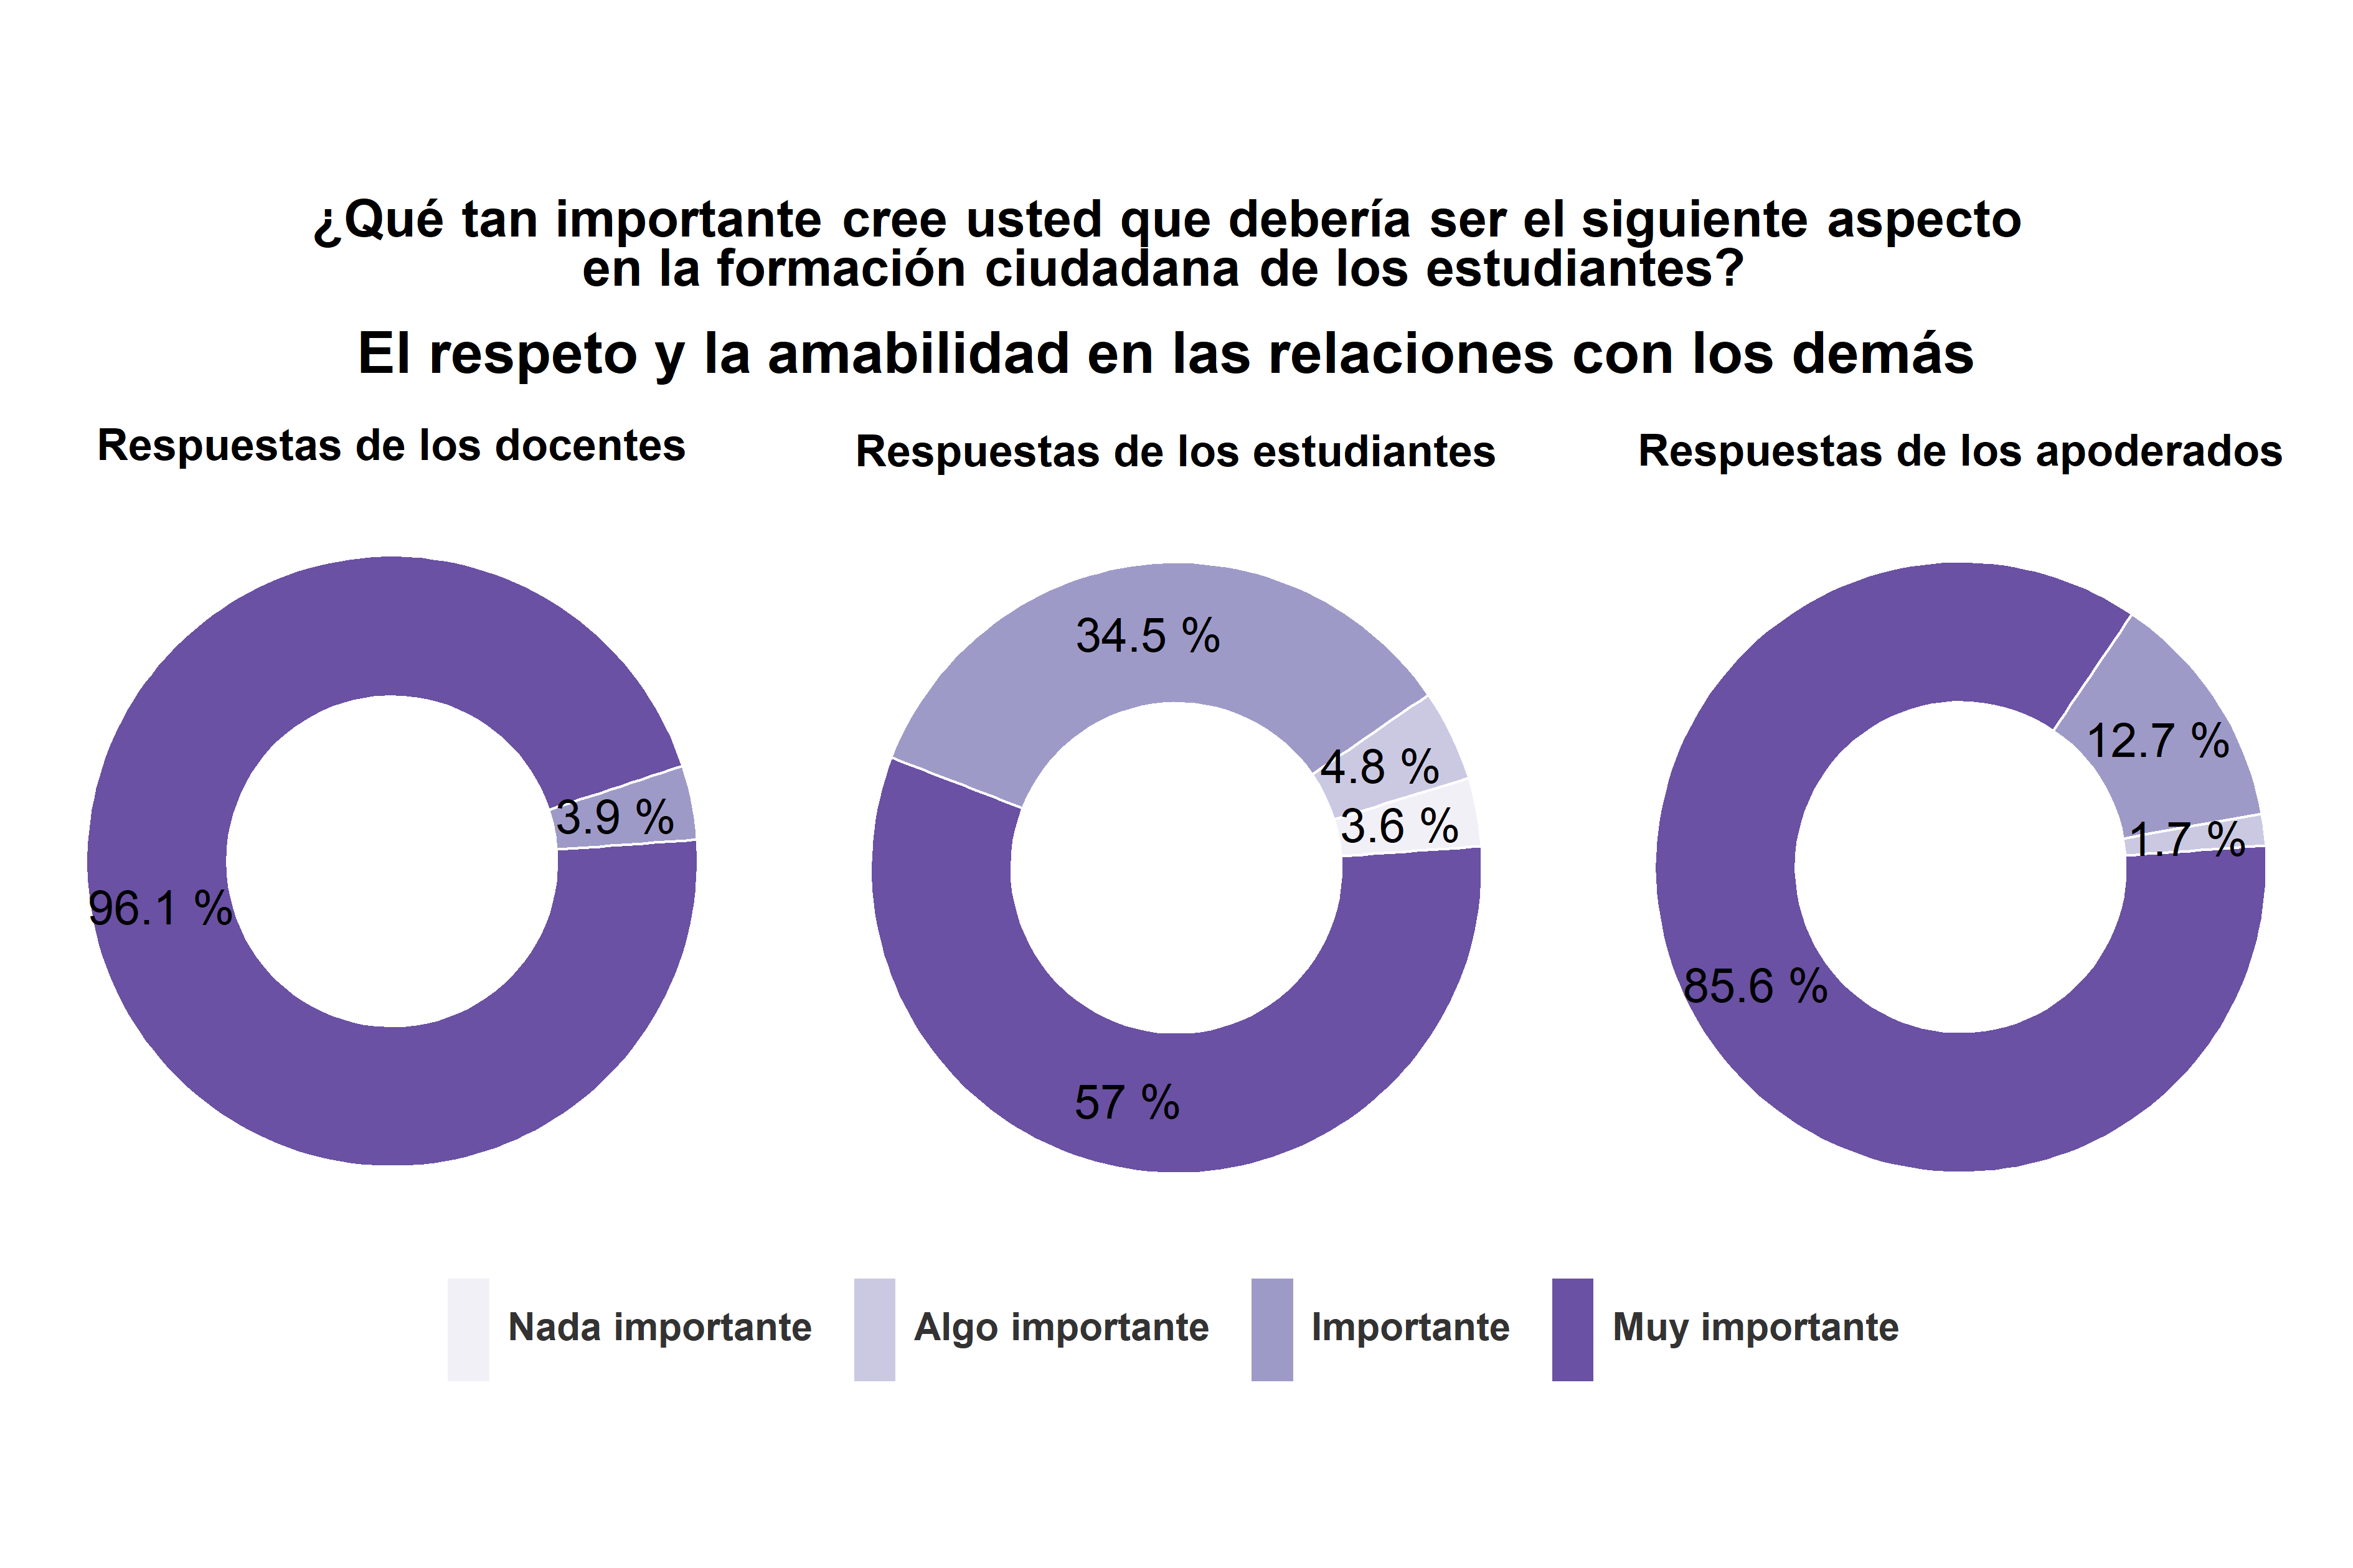 ¿Qué tan importante cree usted que debería ser el siguiente aspecto
en la formación ciudadana de los estudiantes?
El respeto y la amabilidad en las relaciones con los demás
Respuestas de los docentes
Respuestas de los estudiantes
Respuestas de los apoderados
3.9 %
96.1 %
34.5 %
4.8 %
3.6 %
57 %
12.7 %
1.7 %
85.6 %
Nada importante
Algo importante
Importante
Muy importante